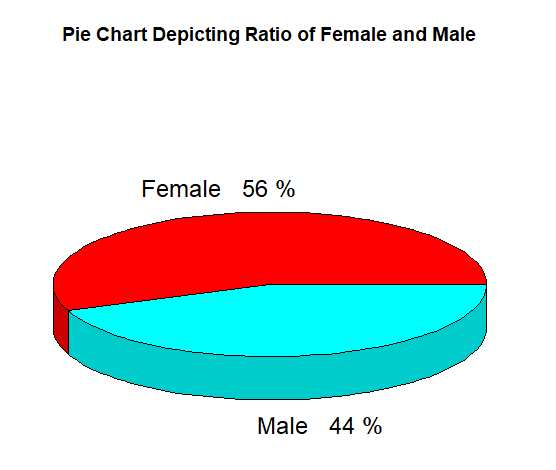 Pie Chart Depicting Ratio of Female and Male
Female 56 %
Male 44 %